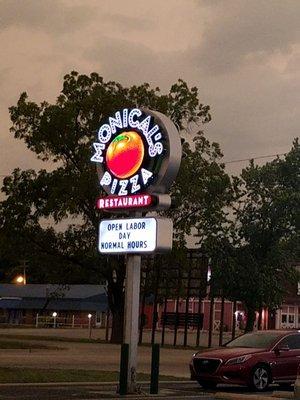 MONICAL'S
PIZZA
RESTAURANT
OPEN LABOR
DAY
NORMAL HOURS